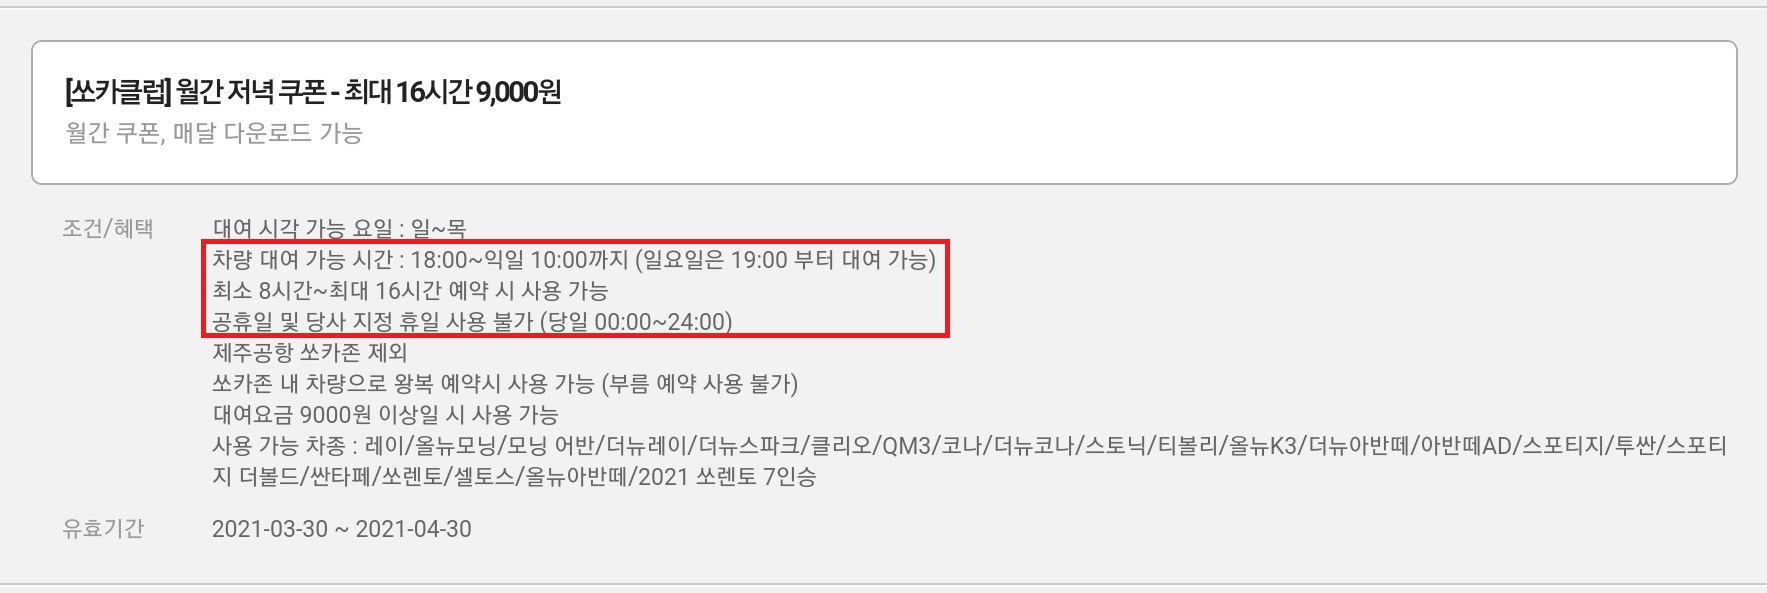 [쏘카클럽] 월간 저녁 쿠폰 - 최대 16시간 9,000원
월간 쿠폰, 매달 다운로드 가능
조건/혜택 대여 시각 가능 요일 : 일~목
차량 대여 가능 시간 : 18:00~익일 10:00까지 (일요일은 19:00 부터 대여 가능)
최소 8시간~최대 16시간 예약 시 사용 가능
공휴일 및 당사 지정 휴일 사용 불가 (당일 00:00~24:00)
제주공항 쏘카존 제외
쏘카존 내 차량으로 왕복 예약시 사용 가능 (부름 예약 사용 불가)
대여요금 9000원 이상일 시 사용 가능
사용 가능 차종 : 레이/올뉴모닝/모닝 어반/더뉴레이/더뉴스파크/클리오/QM3/코나/더뉴코나/스토닉/티볼리/올뉴K3/더뉴아반떼/아반떼AD/스포티지/투싼/스포티
지 더볼드/싼타페/쏘렌토/셀토스/올뉴아반떼/2021 쏘렌토 7인승
유효기간 2021-03-30 ~ 2021-04-30